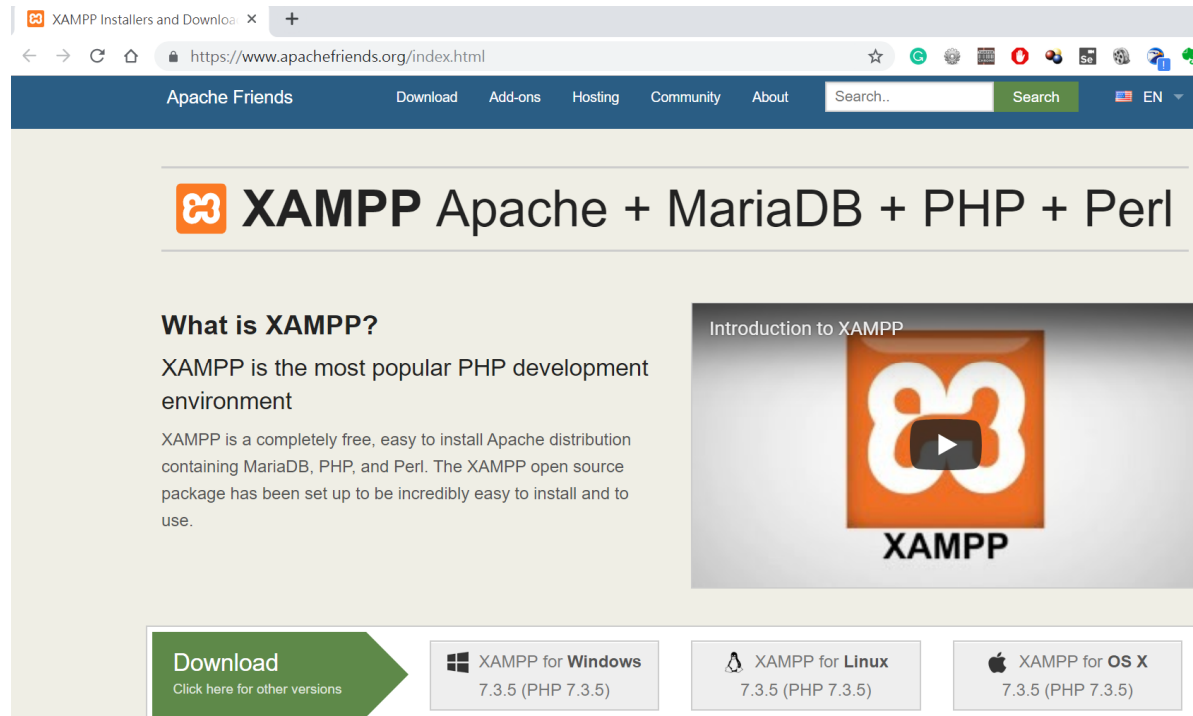 XAMPP Installers and Downloa
https://www.apachefriends.org/index.html
Apache Friends Download Add-ons Hosting Community About Search.. Search EN
XAMPP Apache + MariaDB + PHP + Perl
What is XAMPP?
XAMPP is the most popular PHP development
environment
XAMPP is a completely free, easy to install Apache distribution
containing MariaDB, PHP, and Perl. The XAMPP open source
package has been set up to be incredibly easy to install and to
use.
Introduction to XAMPP
XAMPP
Download
Click here for other versions
XAMPP for Windows
7.3.5 (PHP 7.3.5)
XAMPP for Linux
7.3.5 (PHP 7.3.5)
XAMPP for OS X
7.3.5 (PHP 7.3.5)